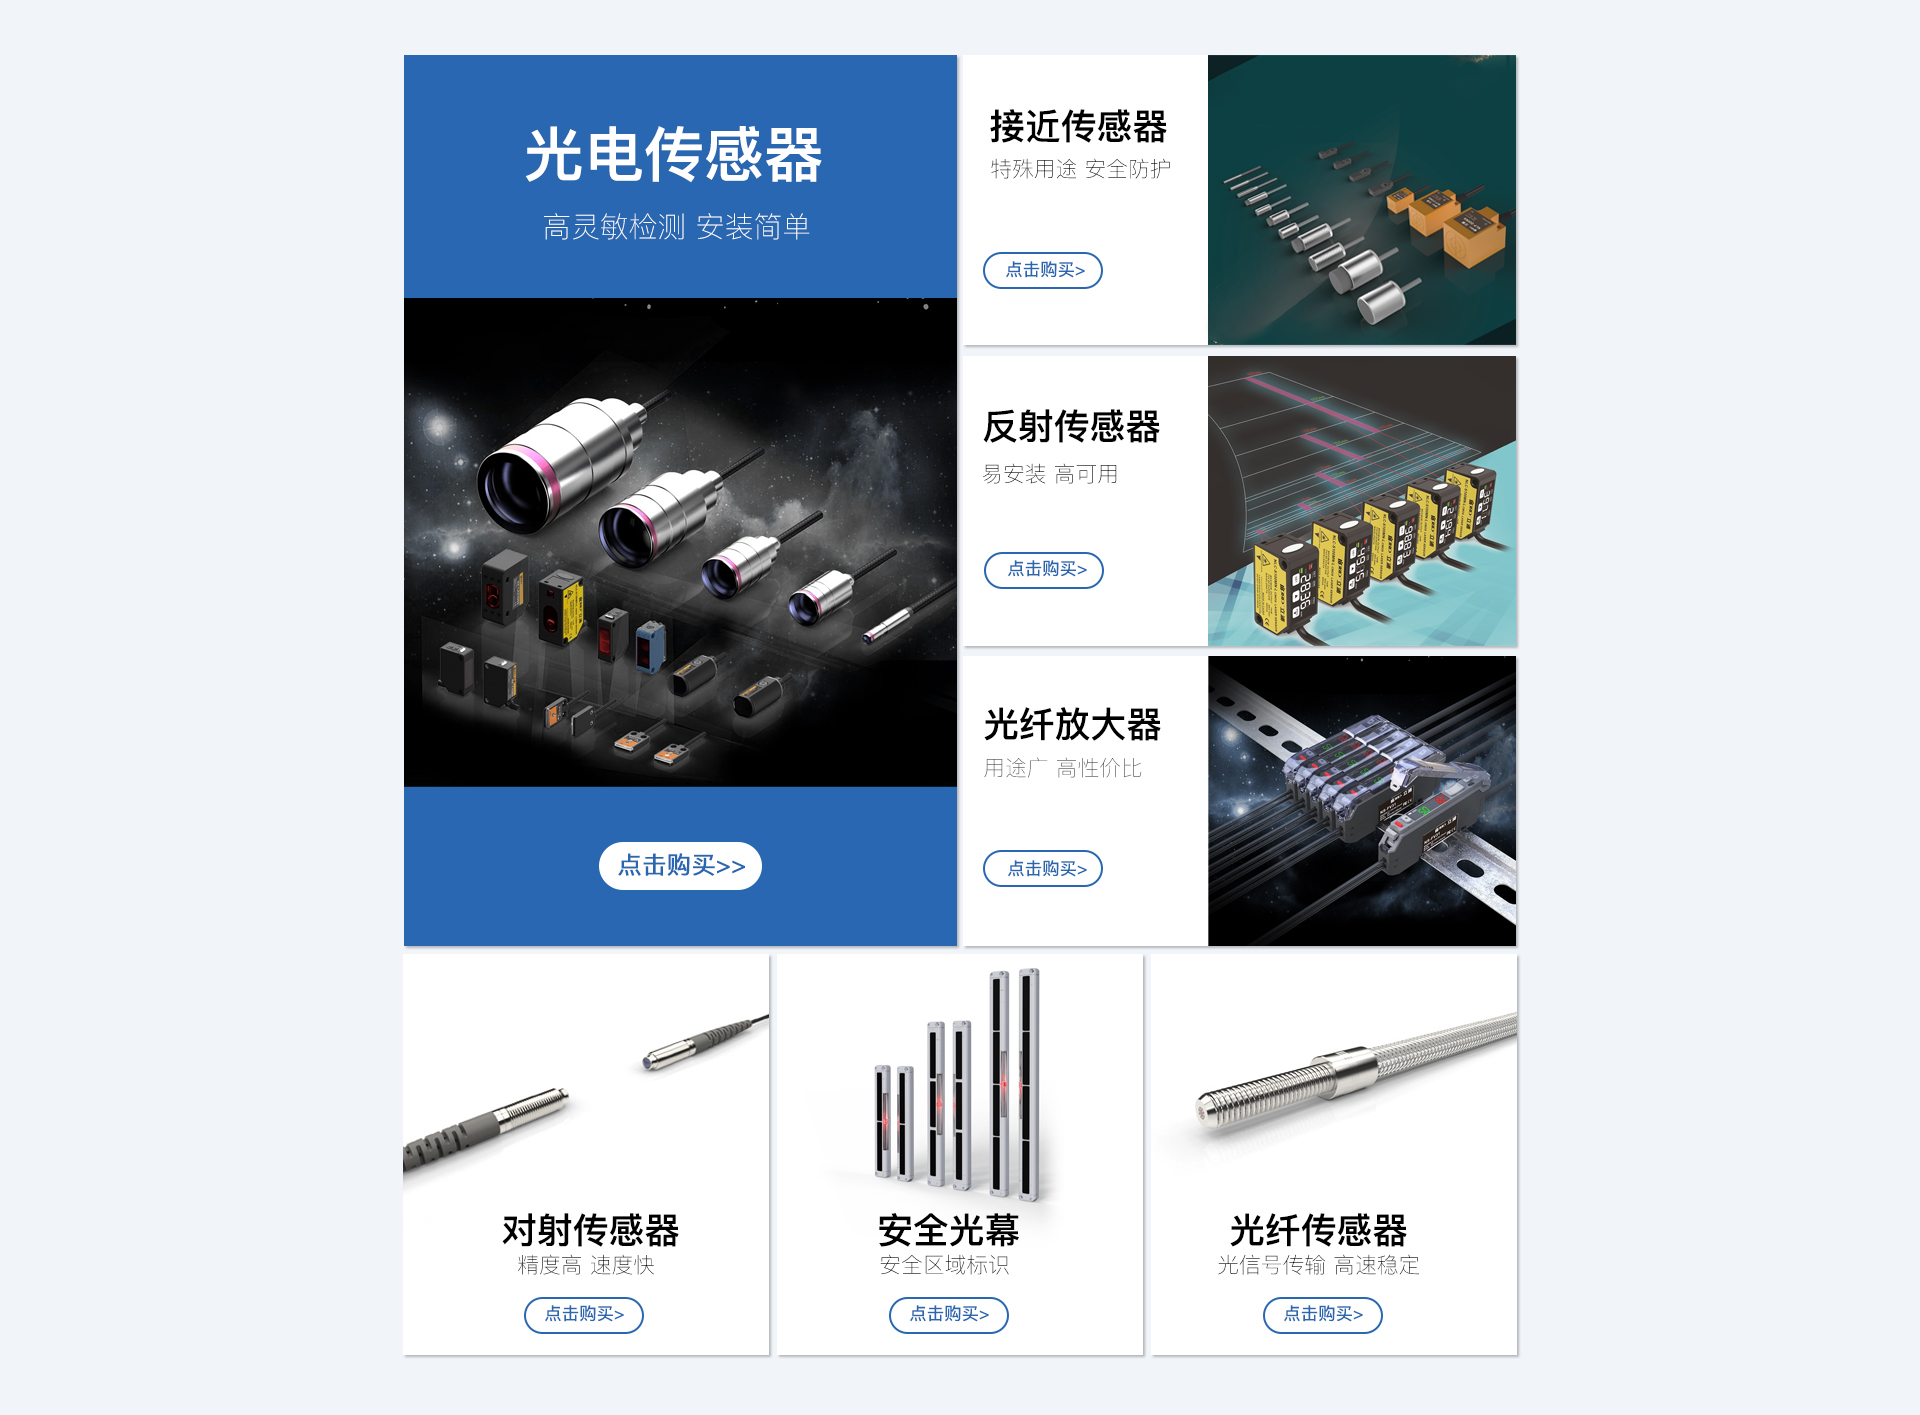 光电传感器
高灵敏检测 安装简单
点击购买>>
接近传感器
特殊用途 安全防护
点击购买>
反射传感器
易安装 高可用
点击购买>
光纤放大器
用途广 高性价比
点击购买>
对射传感器
精度高 速度快
点击购买>
安全光幕
安全区域标识
点击购买>
光纤传感器
光信号传输 高速稳定
点击购买>